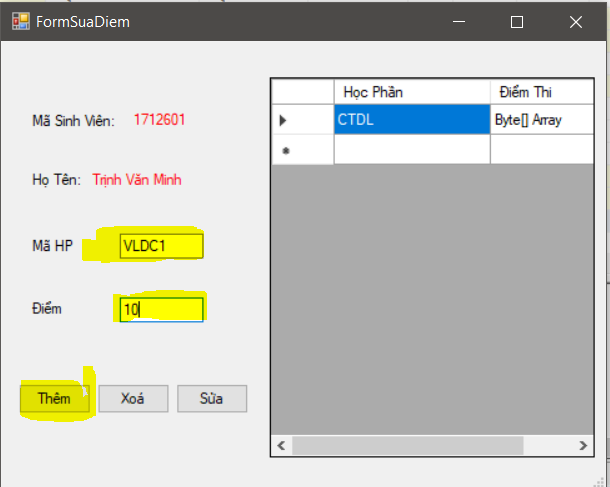 FormSuaDiem
Mã Sinh Viên: 1712601
Họ Tên: Trịnh Văn Minh
Mã HP VLDC1
Điểm 10
Thêm Xoá Sửa
Học Phần Điểm Thi
CTDL Byte[] Array